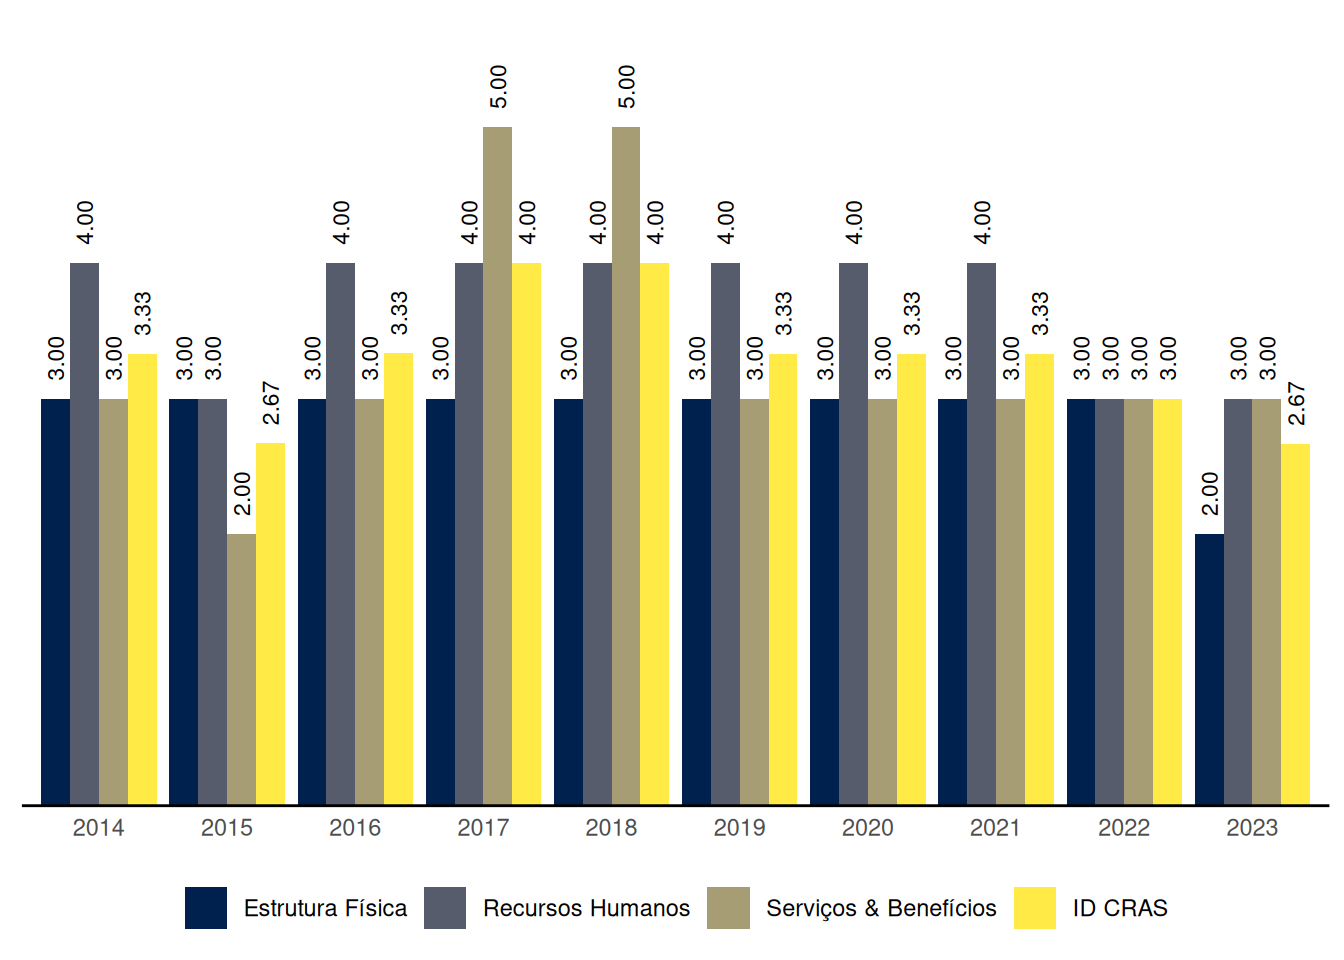 5.00 5.00
4.00 4.00 4.00 4.00 4.00 4.00 4.00 4.00 4.00
3.33 3.33 3.33 3.33 3.33
3.00 3.00 3.00 3.00 3.00 3.00 3.00 3.00 3.00 3.00 3.00 3.00 3.00 3.00 3.00 3.00 3.00 3.00 3.00 3.00
2.67 2.67
2.00 2.00
2014 2015 2016 2017 2018 2019 2020 2021 2022 2023
Estrutura Física Recursos Humanos Serviços & Benefícios ID CRAS